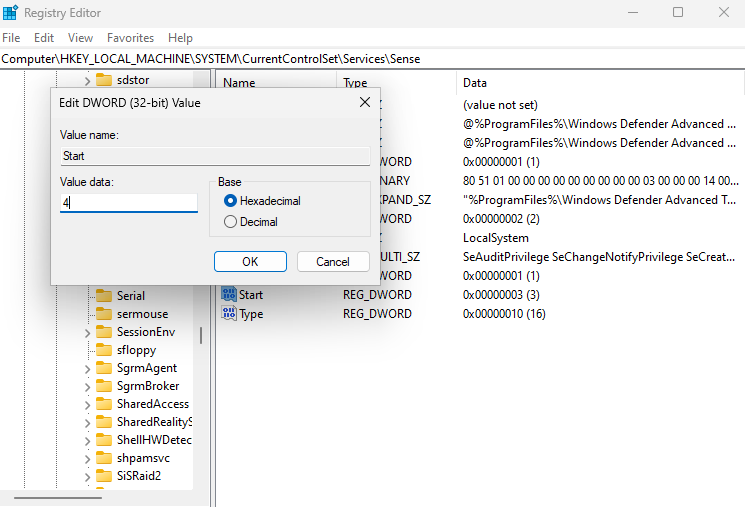 Registry Editor
File Edit View Favorites Help
Computer\HKEY_LOCAL_MACHINE\SYSTEM\CurrentControlSet\Services\Sense
sdstor
Name Type Data
Edit DWORD (32-bit) Value
Value name:
Start
Value data:
4
Base
Hexadecimal
Decimal
OK Cancel
Z (value not set)
Z @%ProgramFiles%\Windows Defender Advanced ...
Z @%ProgramFiles%\Windows Defender Advanced ...
WORD 0x00000001 (1)
NARY 80 51 01 00 00 00 00 00 00 00 00 00 03 00 00 00 14 00...
XPAND_SZ "%ProgramFiles%\Windows Defender Advanced T...
WORD 0x00000002 (2)
Z LocalSystem
ULTI_SZ SeAuditPrivilege SeChangeNotifyPrivilege SeCreat...
WORD 0x00000001 (1)
Start REG_DWORD 0x00000003 (3)
Type REG_DWORD 0x00000010 (16)
Serial
sermouse
SessionEnv
sfloppy
SgrmAgent
SgrmBroker
SharedAccess
SharedRealityS
ShellHWDetec
shpamsvc
SiSRaid2